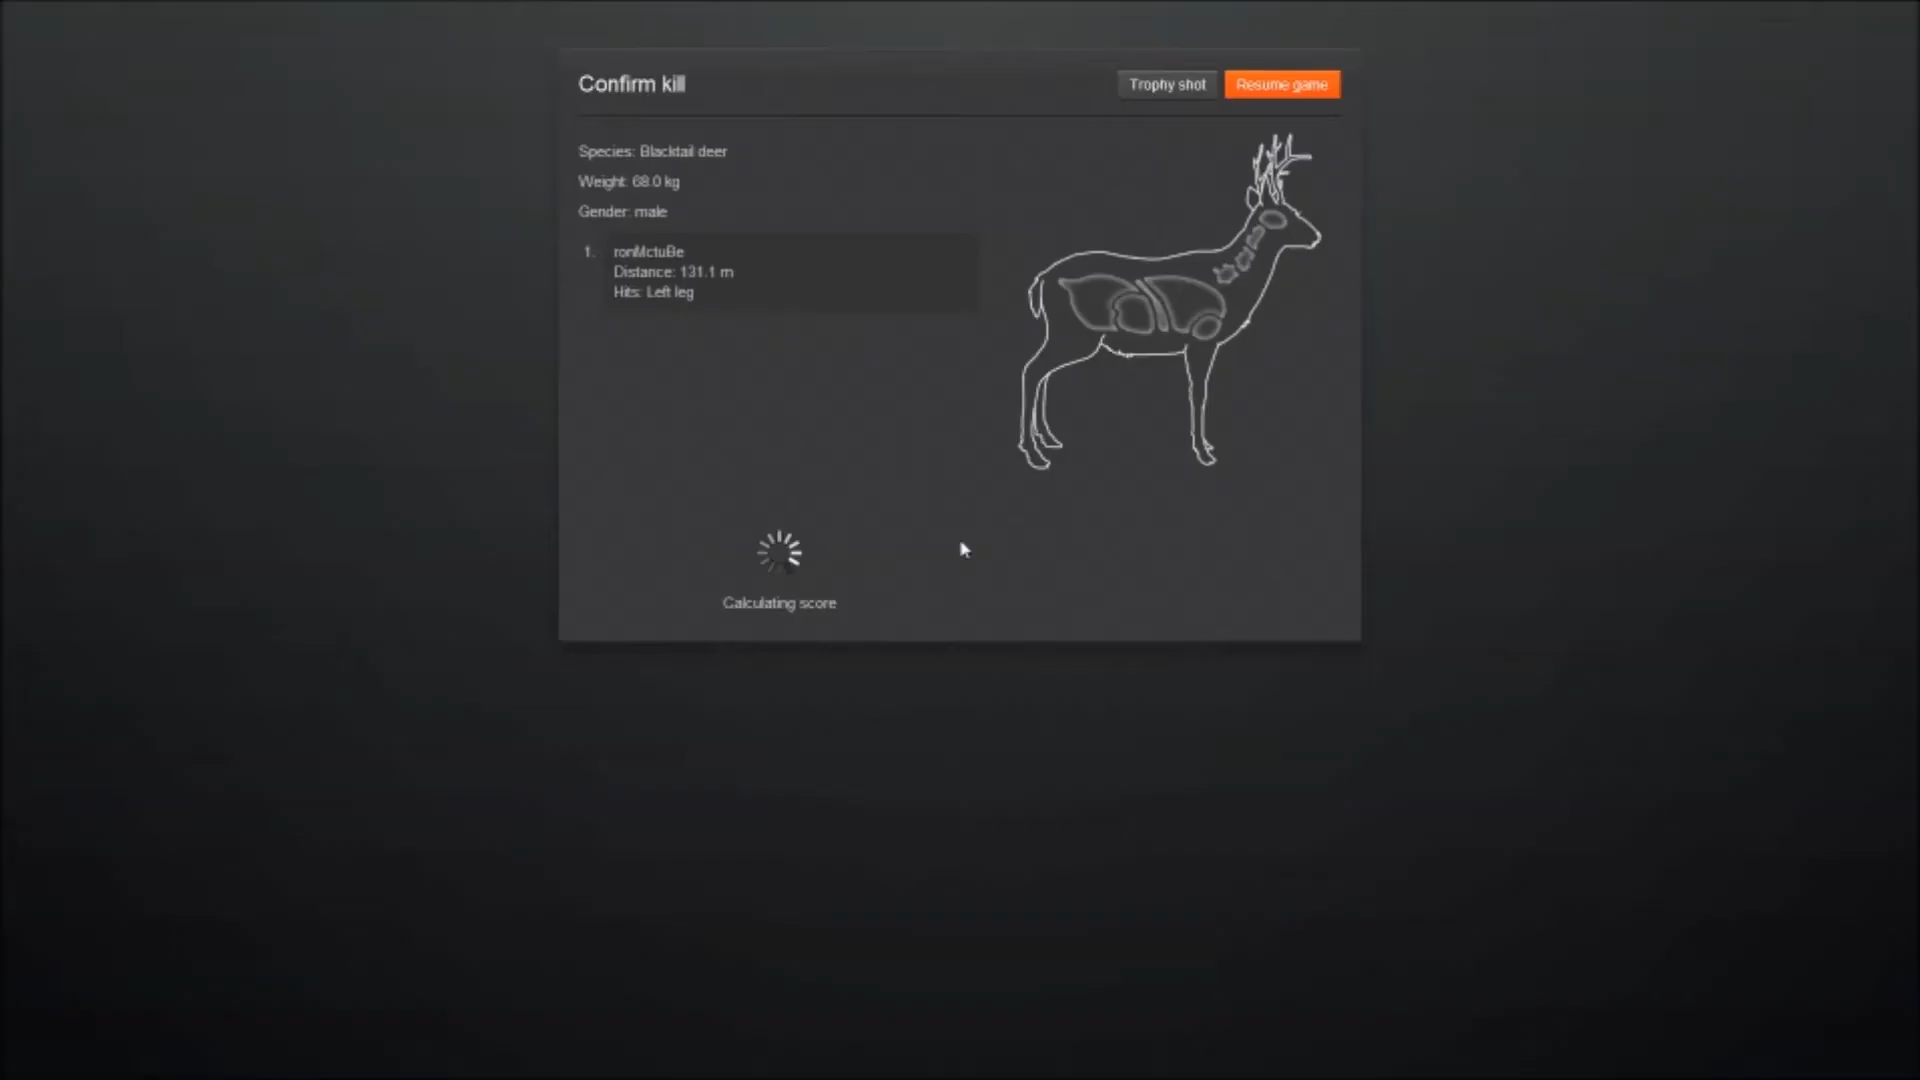 Confirm kill
Trophy shot
Resume game
Species: Blacktail deer
Weight: 68.0 kg
Gender: male
1. ronMctuBe
Distance: 131.1 m
Hits: Left leg
Calculating score